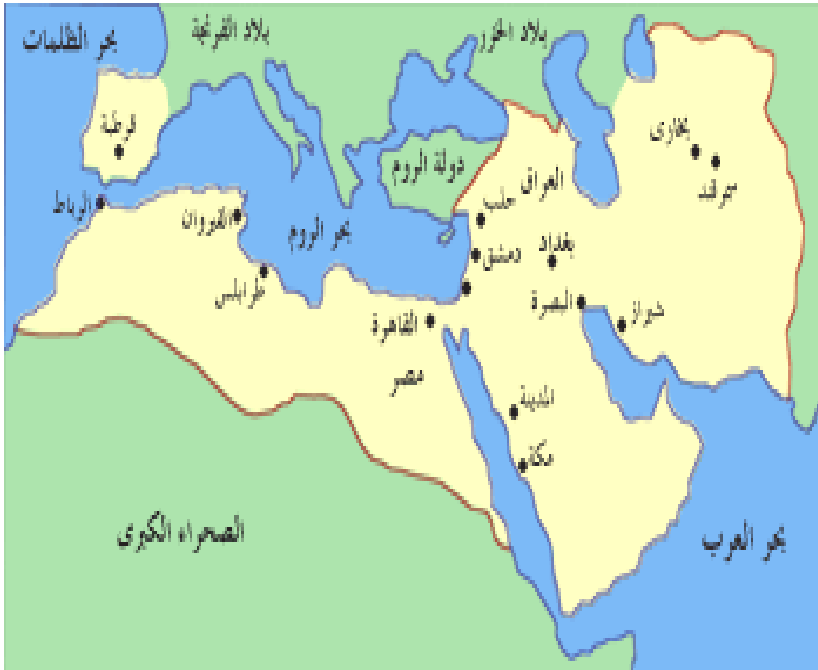 بلاد الخزر
بلاد الفرنجة
بحر الظلمات
قرطبة
بخارى
سمرقند
دولة الروم
العراق
حلب
الرباط
القيروان
بحر الروم
دمشق
بغداد
طرابلس
القاهرة
البصرة
شيراز
مصر
المدينة
مكة
الصحراء الكبرى
بحر العرب